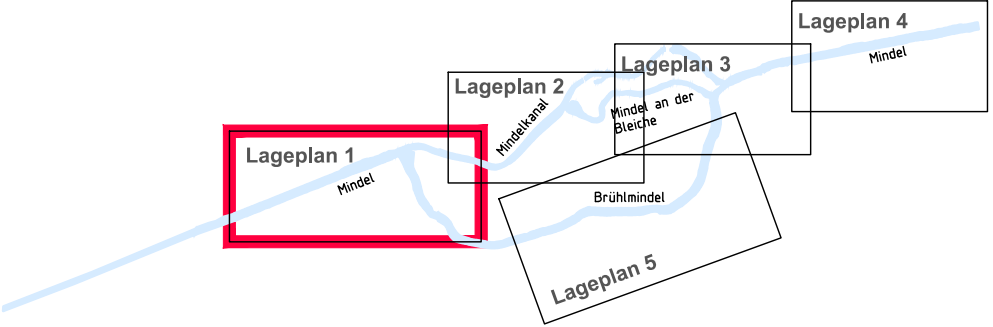 Lageplan 4
Mindel
Lageplan 3
Lageplan 2
Mindel an der
Bleiche
Mindelkanal
Lageplan 1
Mindel
Brühlmindel
Lageplan 5